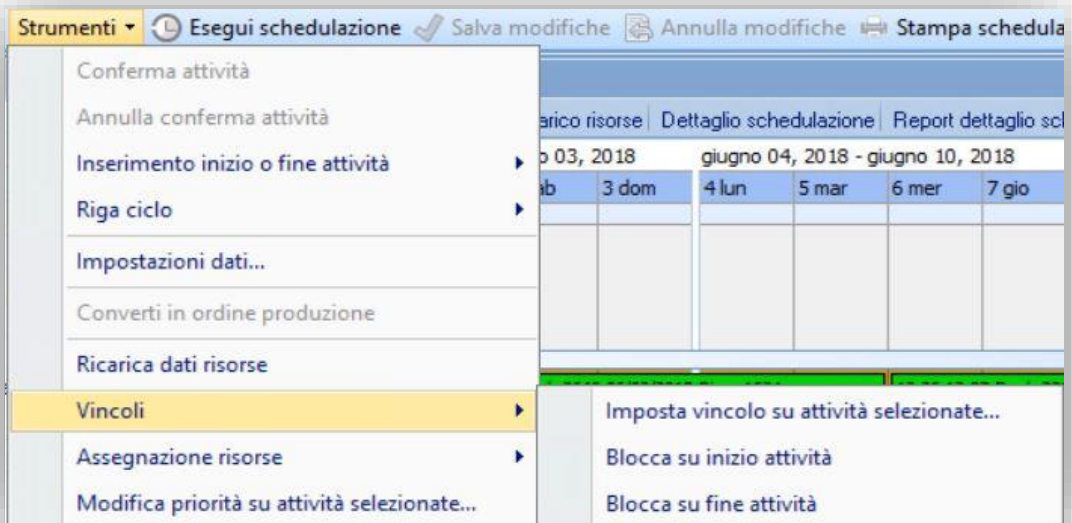 Strumenti Esegui schedulazione Salva modifiche Annulla modifiche Stampa schedula
Conferma attività
Annulla conferma attività
Inserimento inizio o fine attività
Riga ciclo
Impostazioni dati...
Converti in ordine produzione
Ricarica dati risorse
Vincoli
Assegnazione risorse
Modifica priorità su attività selezionate...
arico risorse Dettaglio schedulazione Report dettaglio sc
03, 2018 giugno 04, 2018 - giugno 10, 2018
ab 3 dom 4 lun 5 mar 6 mer 7 gio
Imposta vincolo su attività selezionate...
Blocca su inizio attività
Blocca su fine attività